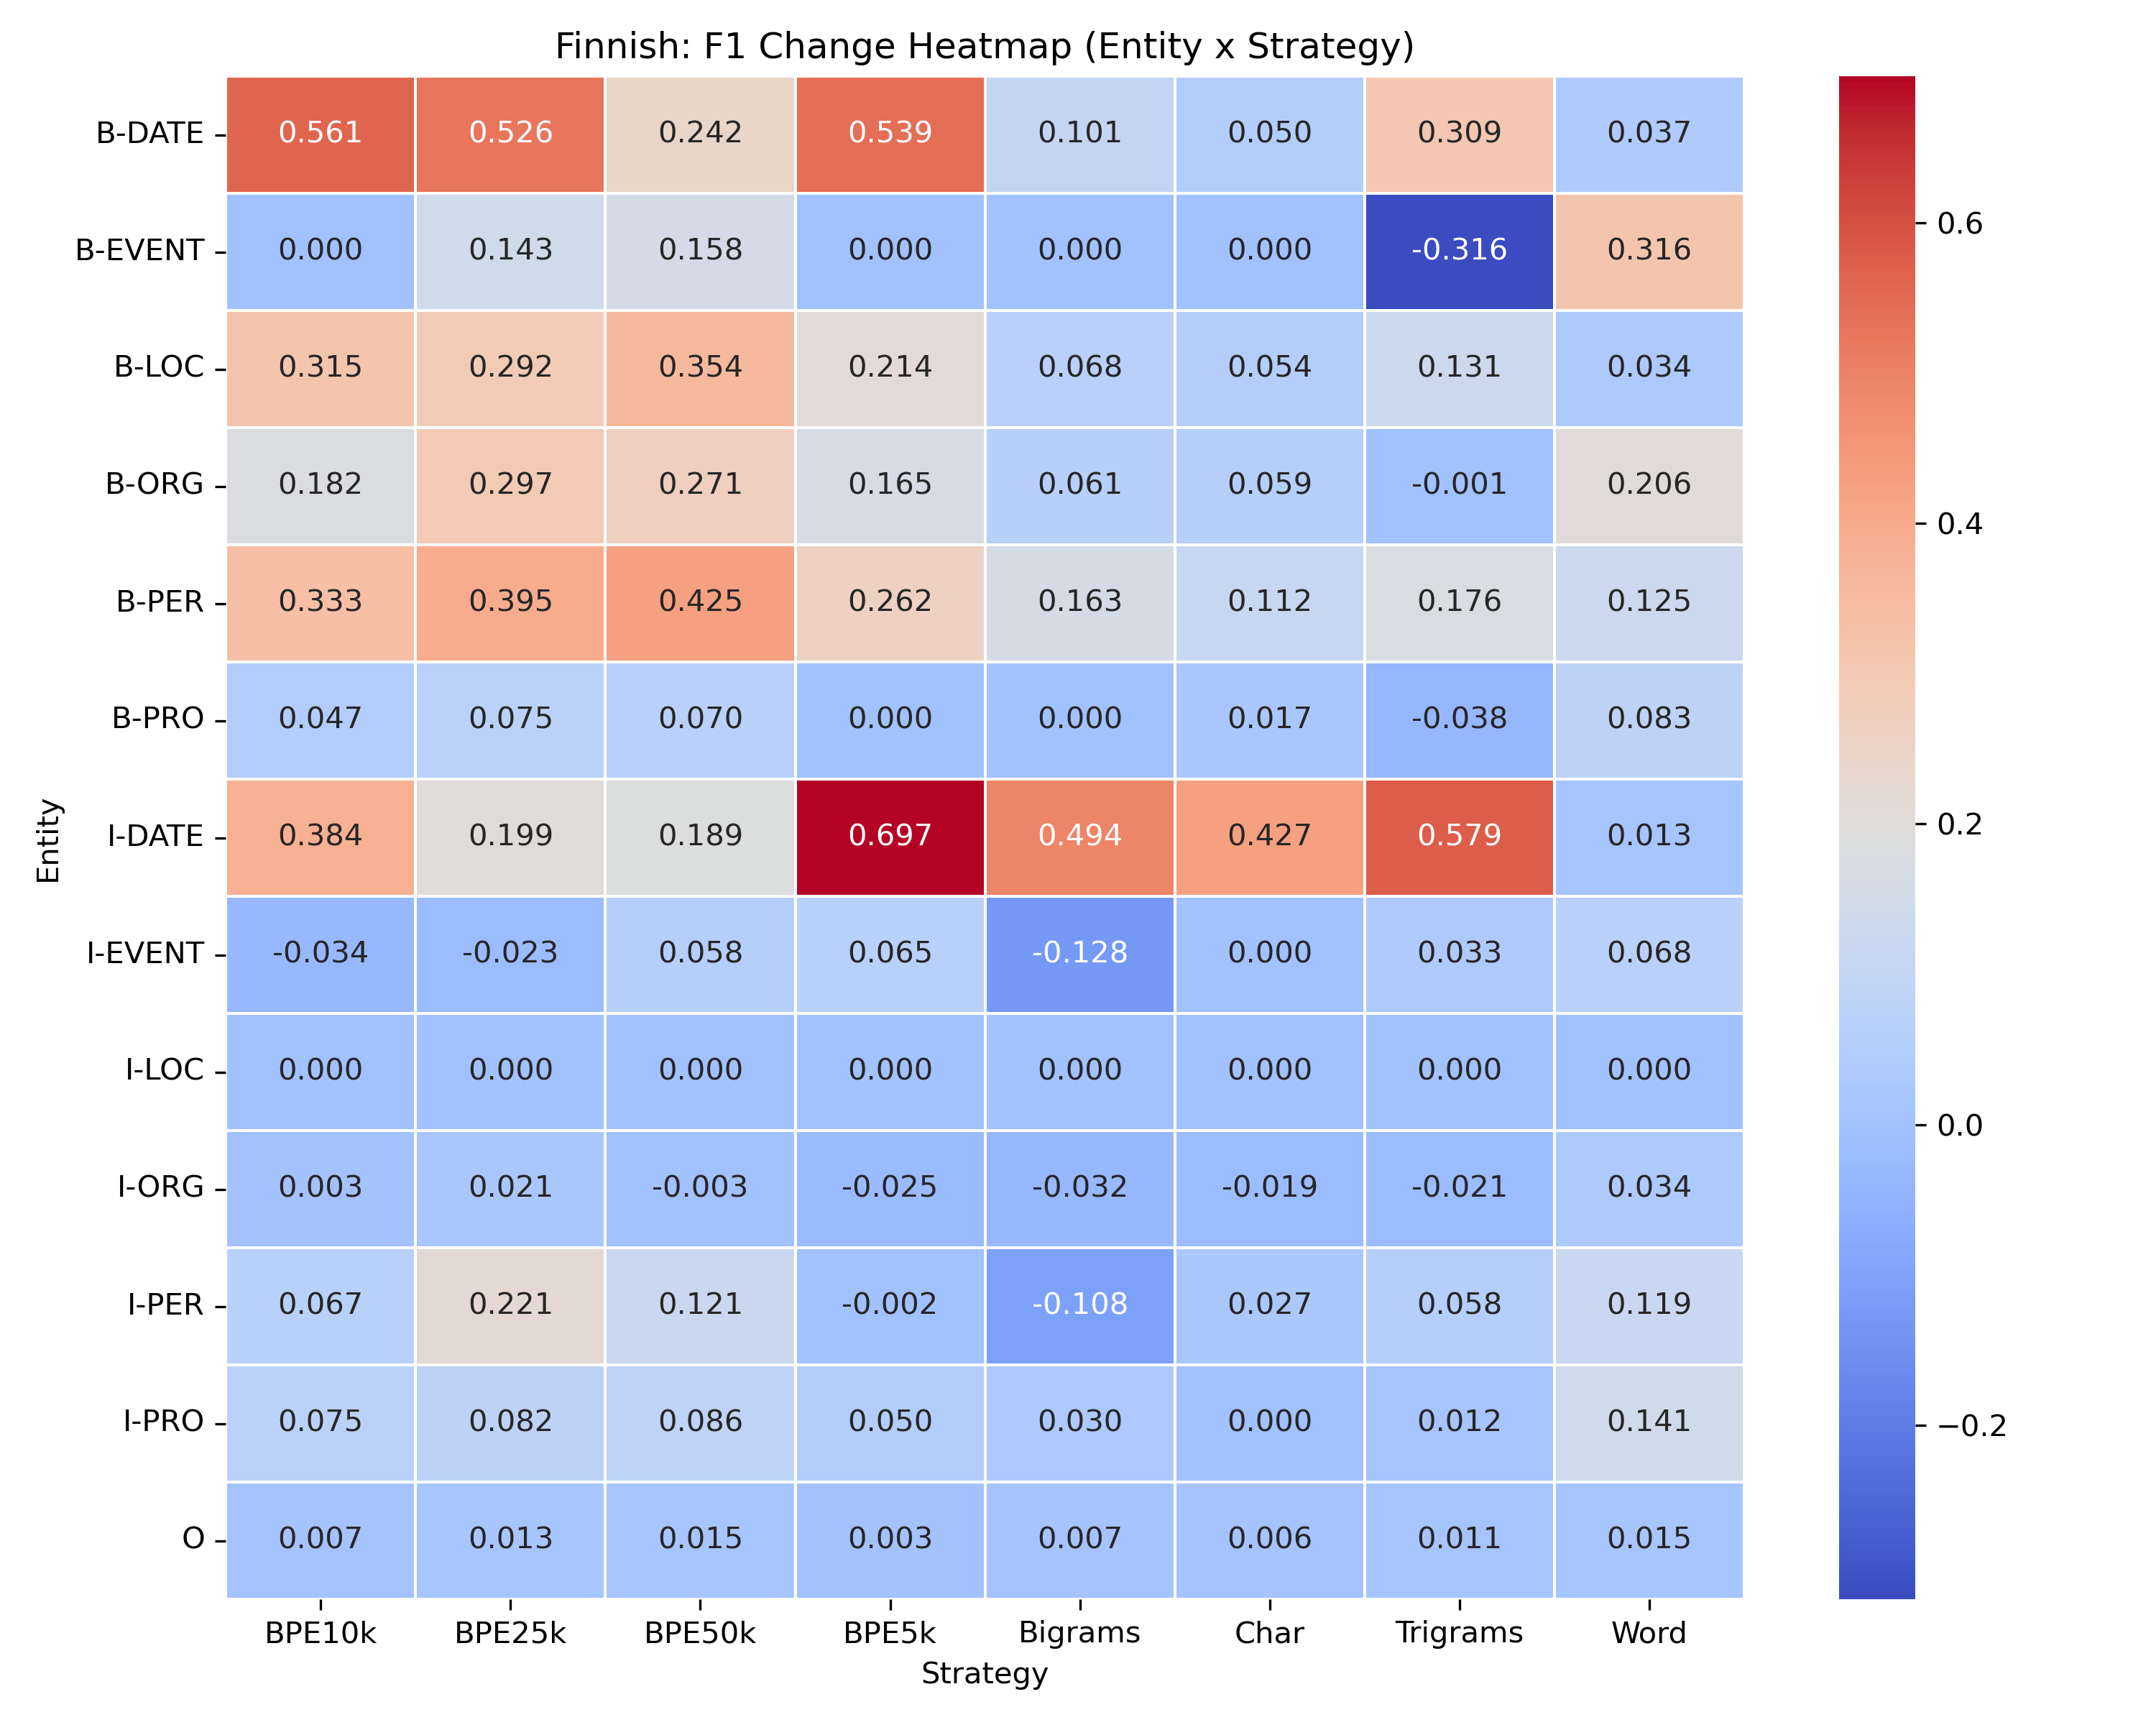 Finnish: F1 Change Heatmap (Entity x Strategy)
B-DATE 0.561 0.526 0.242 0.539 0.101 0.050 0.309 0.037
B-EVENT 0.000 0.143 0.158 0.000 0.000 0.000 -0.316 0.316
B-LOC 0.315 0.292 0.354 0.214 0.068 0.054 0.131 0.034
B-ORG 0.182 0.297 0.271 0.165 0.061 0.059 -0.001 0.206
B-PER 0.333 0.395 0.425 0.262 0.163 0.112 0.176 0.125
B-PRO 0.047 0.075 0.070 0.000 0.000 0.017 -0.038 0.083
I-DATE 0.384 0.199 0.189 0.697 0.494 0.427 0.579 0.013
I-EVENT -0.034 -0.023 0.058 0.065 -0.128 0.000 0.033 0.068
I-LOC 0.000 0.000 0.000 0.000 0.000 0.000 0.000 0.000
I-ORG 0.003 0.021 -0.003 -0.025 -0.032 -0.019 -0.021 0.034
I-PER 0.067 0.221 0.121 -0.002 -0.108 0.027 0.058 0.119
I-PRO 0.075 0.082 0.086 0.050 0.030 0.000 0.012 0.141
O 0.007 0.013 0.015 0.003 0.007 0.006 0.011 0.015
BPE10k BPE25k BPE50k BPE5k Bigrams Char Trigrams Word
Strategy
Entity
0.6
0.4
0.2
0.0
−0.2